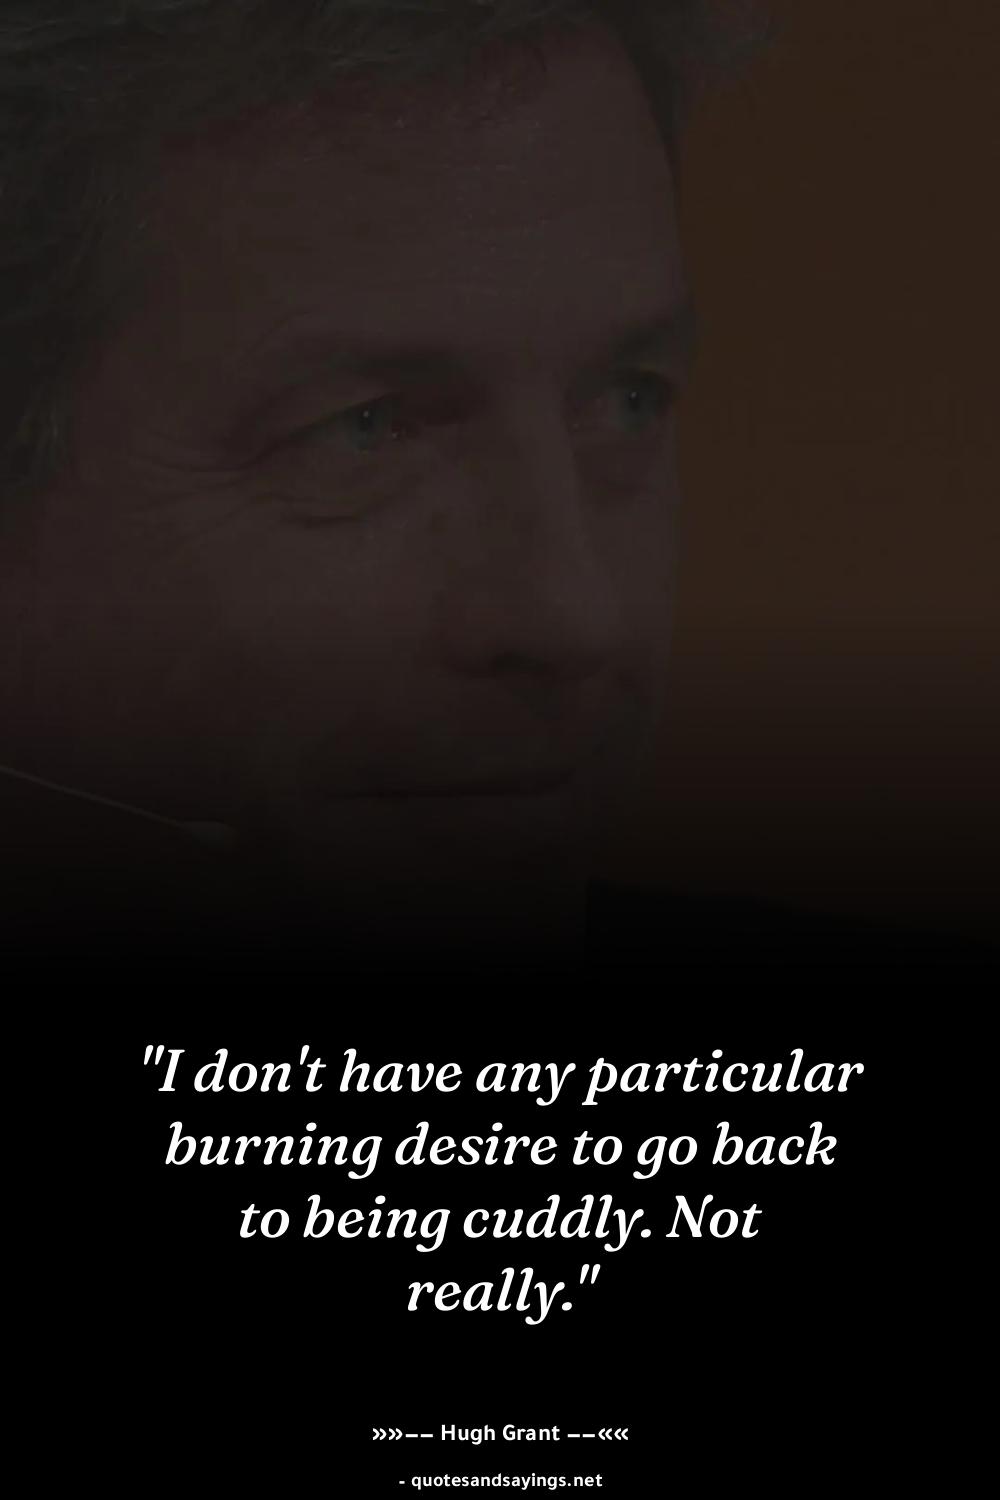 "I don't have any particular
burning desire to go back
to being cuddly. Not
really."
»»−− Hugh Grant −−««
- quotesandsayings.net